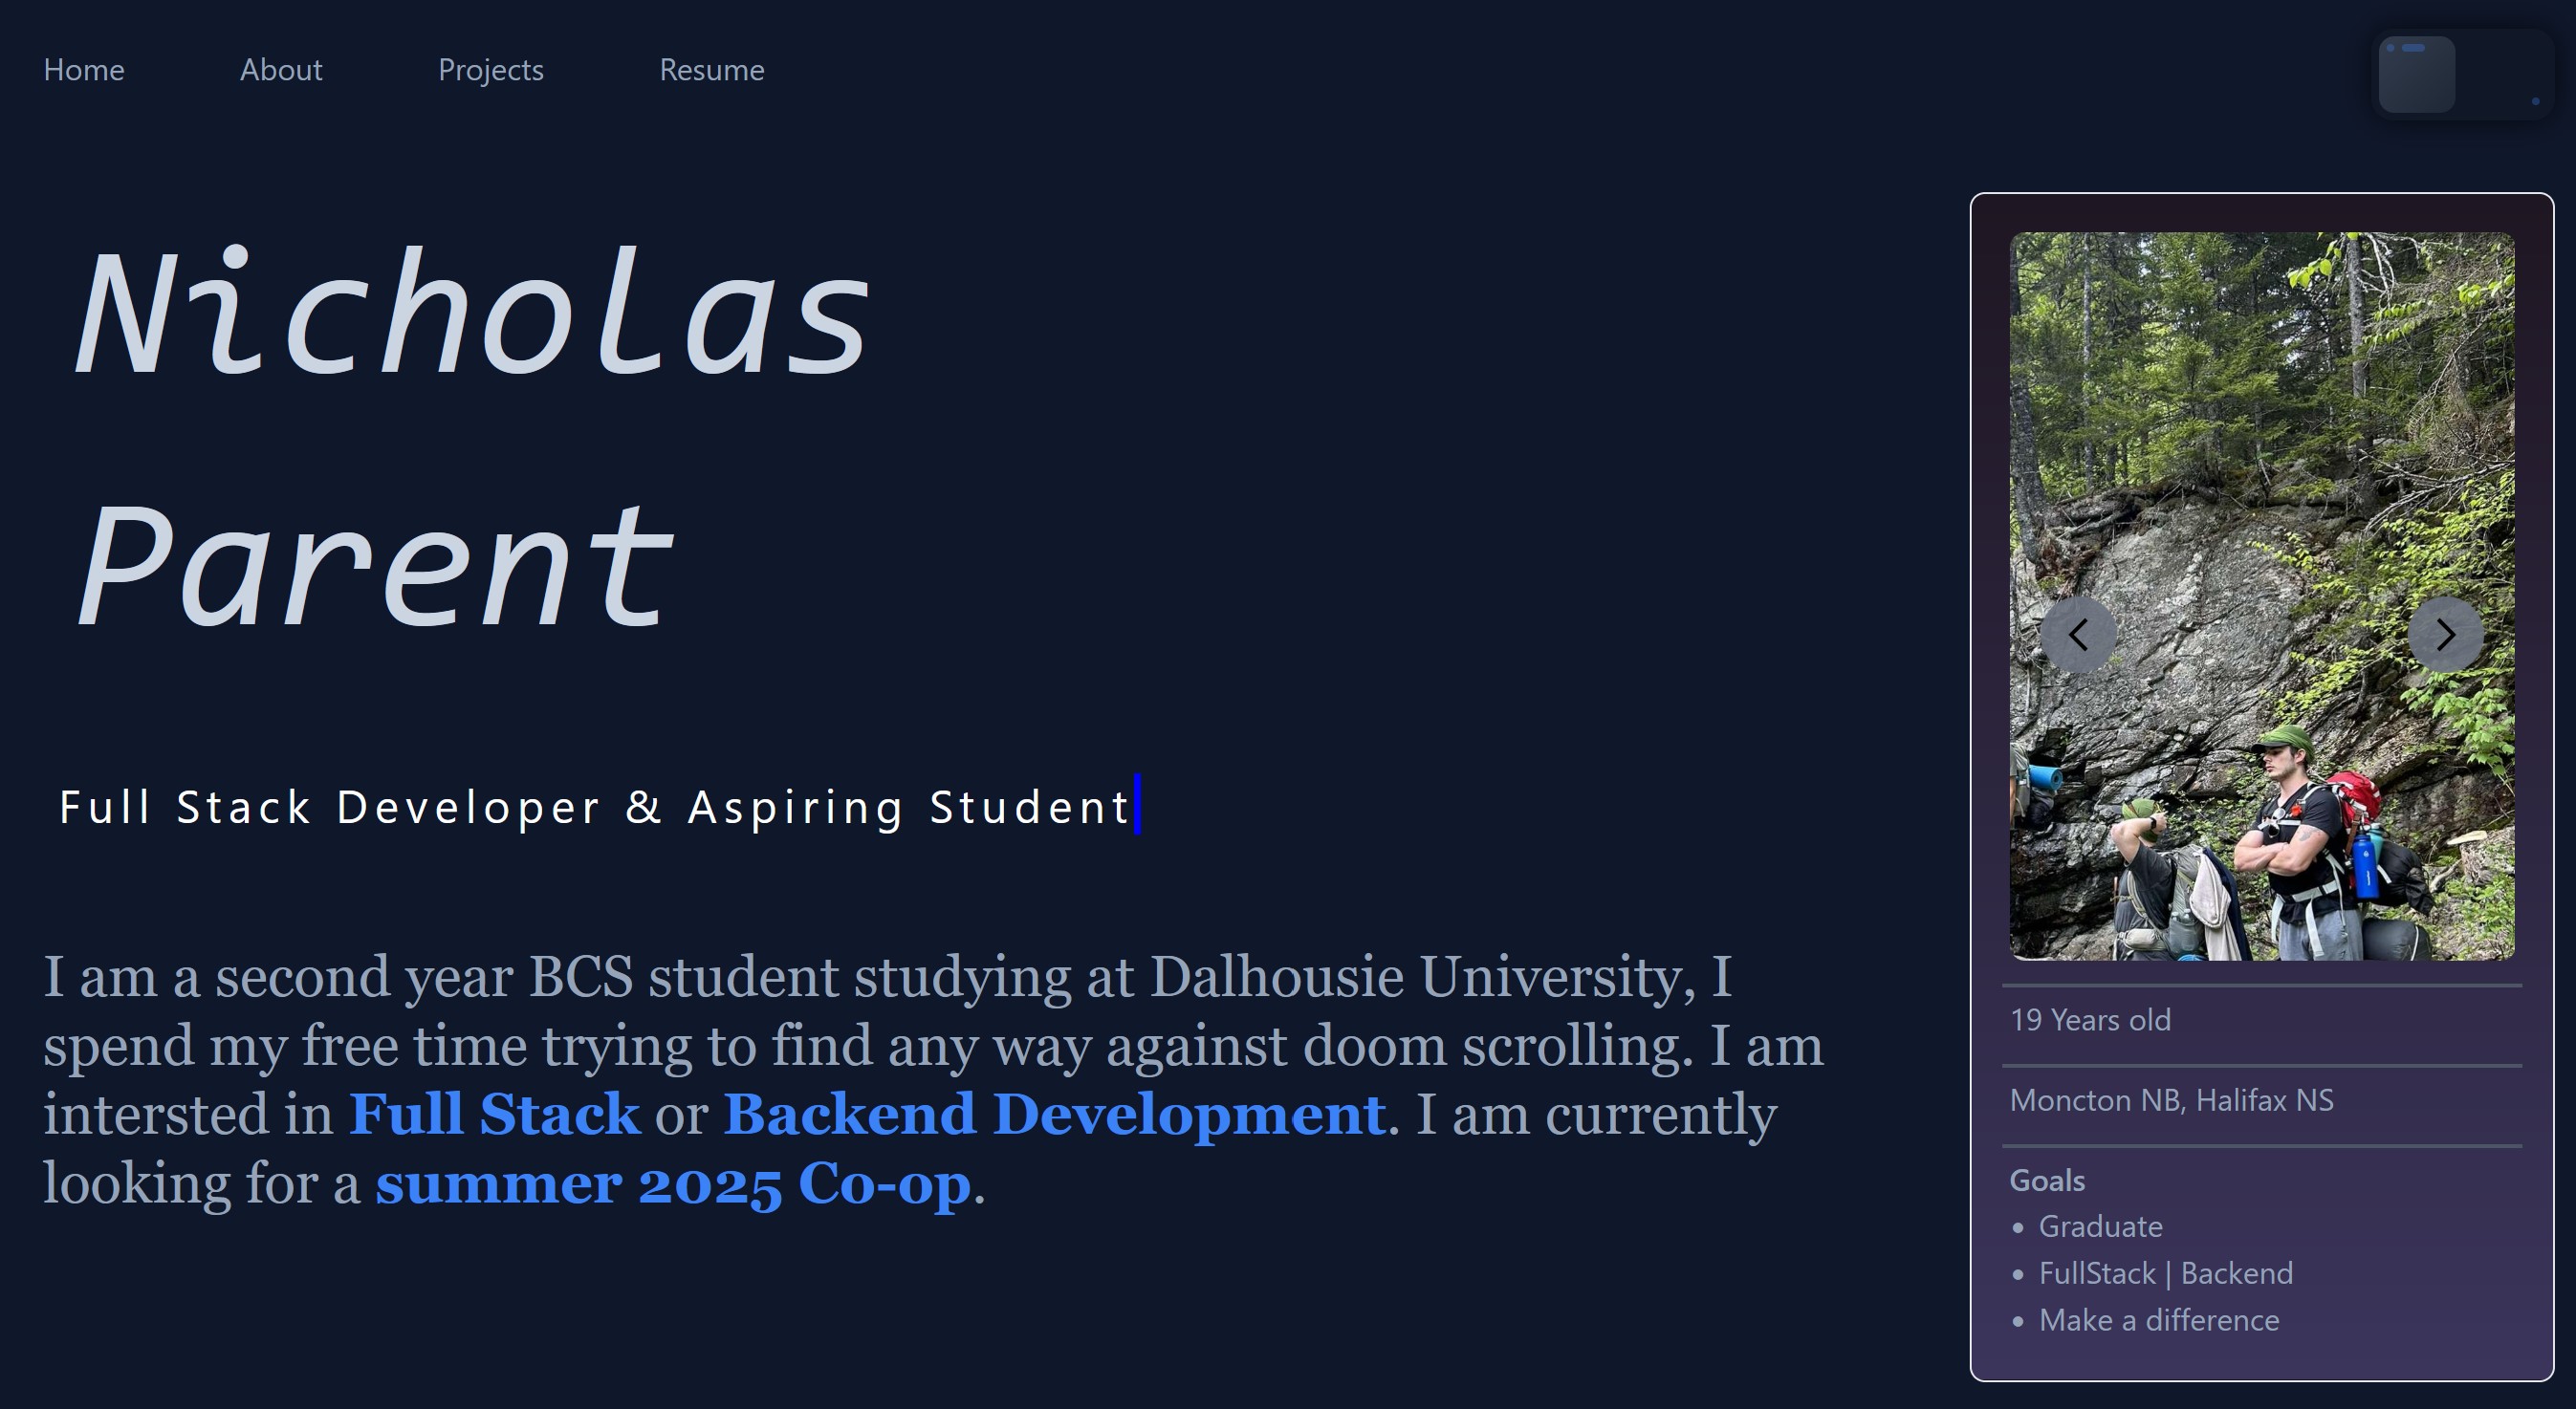 Home
About
Projects
Resume
Nicholas
Parent
Full Stack Developer & Aspiring Student
I am a second year BCS student studying at Dalhousie University, I
spend my free time trying to find any way against doom scrolling. I am
intersted in Full Stack or Backend Development. I am currently
looking for a summer 2025 Co-op.
19 Years old
Moncton NB, Halifax NS
Goals
Graduate
FullStack | Backend
Make a difference